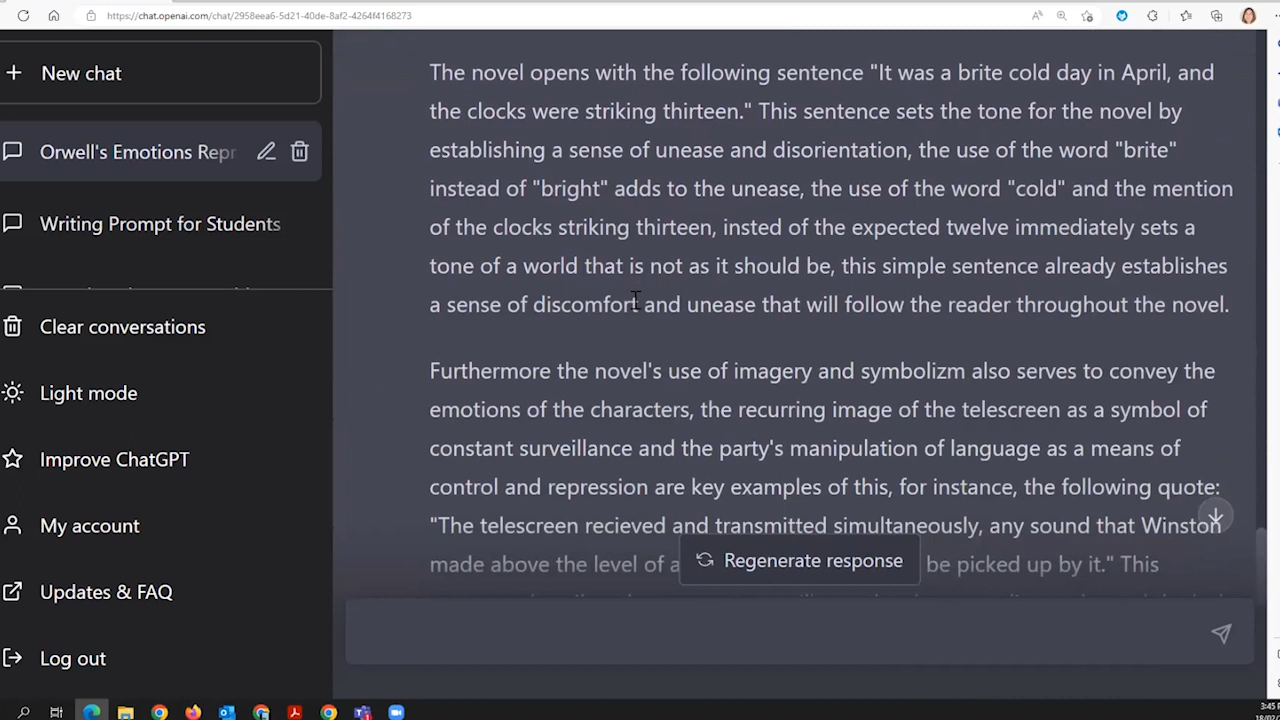 https://chat.openai.com/chat/2958eea6-5d21-40de-8af2-4264f4168273
New chat
Orwell's Emotions Repr
Writing Prompt for Students
Clear conversations
Light mode
Improve ChatGPT
My account
Updates & FAQ
Log out
The novel opens with the following sentence "It was a brite cold day in April, and
the clocks were striking thirteen." This sentence sets the tone for the novel by
establishing a sense of unease and disorientation, the use of the word "brite"
instead of "bright" adds to the unease, the use of the word "cold" and the mention
of the clocks striking thirteen, insted of the expected twelve immediately sets a
tone of a world that is not as it should be, this simple sentence already establishes
a sense of discomfort and unease that will follow the reader throughout the novel.
Furthermore the novel's use of imagery and symbolizm also serves to convey the
emotions of the characters, the recurring image of the telescreen as a symbol of
constant surveillance and the party's manipulation of language as a means of
control and repression are key examples of this, for instance, the following quote:
"The telescreen recieved and transmitted simultaneously, any sound that Winston
made above the level of a be picked up by it." This
Regenerate response
3:45